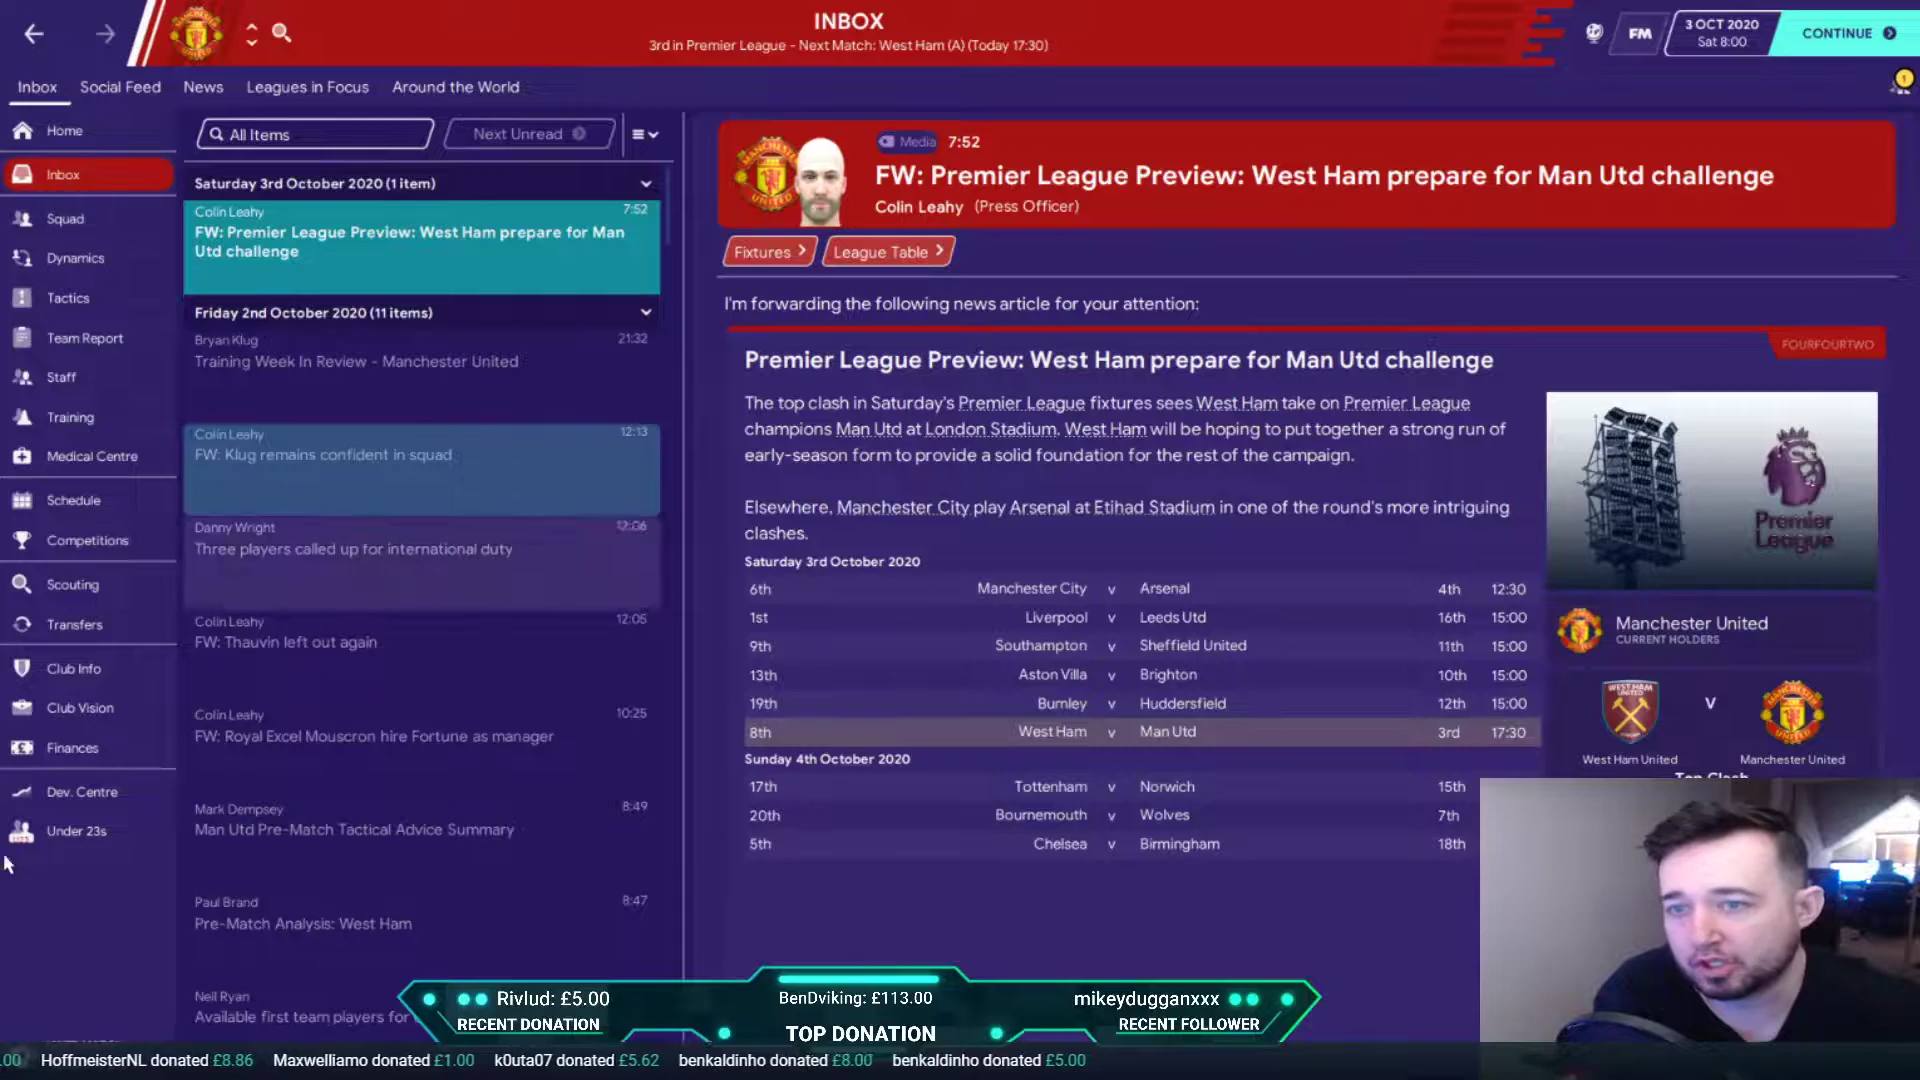 INBOX
3rd in Premier League - Next Match: West Ham (A) (Today 17:30)
FM
3 OCT 2020
Sat 8:00
CONTINUE
Inbox Social Feed News Leagues in Focus Around the World
1
Home
Inbox
Squad
Dynamics
Tactics
Team Report
Staff
Training
Medical Centre
Schedule
Competitions
Scouting
Transfers
Club Info
Club Vision
Finances
Dev. Centre
Under 23s
All Items
Next Unread
Saturday 3rd October 2020 (1 item)
Colin Leahy 7:52
FW: Premier League Preview: West Ham prepare for Man
Utd challenge
Friday 2nd October 2020 (11 items)
Bryan Klug 21:32
Training Week In Review - Manchester United
Colin Leahy 12:13
FW: Klug remains confident in squad
Danny Wright 12:06
Three players called up for international duty
Colin Leahy 12:05
FW: Thauvin left out again
Colin Leahy 10:25
FW: Royal Excel Mouscron hire Fortune as manager
Mark Dempsey 8:49
Man Utd Pre-Match Tactical Advice Summary
Paul Brand 8:47
Pre-Match Analysis: West Ham
Neil Ryan
Available first team players for
Media 7:52
FW: Premier League Preview: West Ham prepare for Man Utd challenge
Colin Leahy (Press Officer)
Fixtures
League Table
I'm forwarding the following news article for your attention:
FOURFOURTWO
Premier League Preview: West Ham prepare for Man Utd challenge
The top clash in Saturday's Premier League fixtures sees West Ham take on Premier League
champions Man Utd at London Stadium. West Ham will be hoping to put together a strong run of
early-season form to provide a solid foundation for the rest of the campaign.
Elsewhere, Manchester City play Arsenal at Etihad Stadium in one of the round's more intriguing
clashes.
Saturday 3rd October 2020
6th Manchester City v Arsenal 4th 12:30
1st Liverpool v Leeds Utd 16th 15:00
9th Southampton v Sheffield United 11th 15:00
13th Aston Villa v Brighton 10th 15:00
19th Burnley v Huddersfield 12th 15:00
8th West Ham v Man Utd 3rd 17:30
Sunday 4th October 2020
17th Tottenham v Norwich 15th
20th Bournemouth v Wolves 7th
5th Chelsea v Birmingham 18th
Premier
League
Manchester United
CURRENT HOLDERS
V
West Ham United Manchester United
Top Clash
Rivlud: £5.00
RECENT DONATION
BenDviking: £113.00
TOP DONATION
mikeydugganxxx
RECENT FOLLOWER
.00 HoffmeisterNL donated £8.86 Maxwelliamo donated £1.00 k0uta07 donated £5.62 benkaldinho donated £8.00 benkaldinho donated £5.00